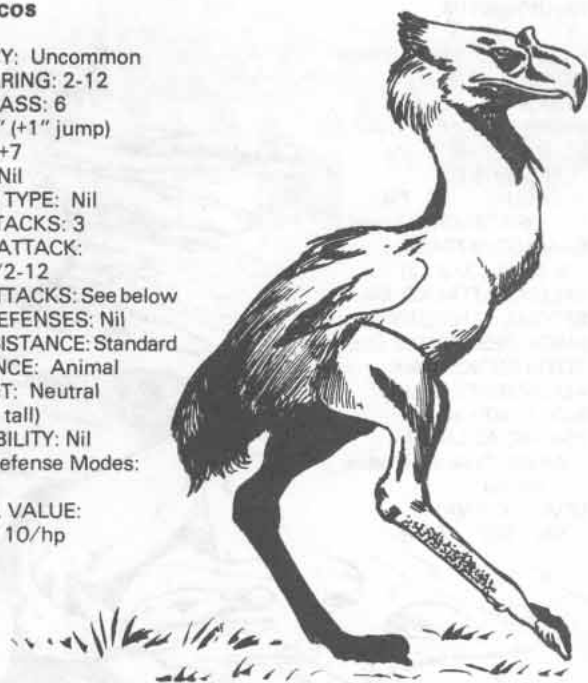 cos
Y: Uncommon
RING: 2-12
ASS: 6
" (+1" jump)
+7
Nil
TYPE: Nil
TACKS: 3
ATTACK:
/2-12
TTACKS: See below
EFENSES: Nil
SISTANCE: Standard
NCE: Animal
T: Neutral
tall)
BILITY: Nil
efense Modes:
VALUE:
10/hp